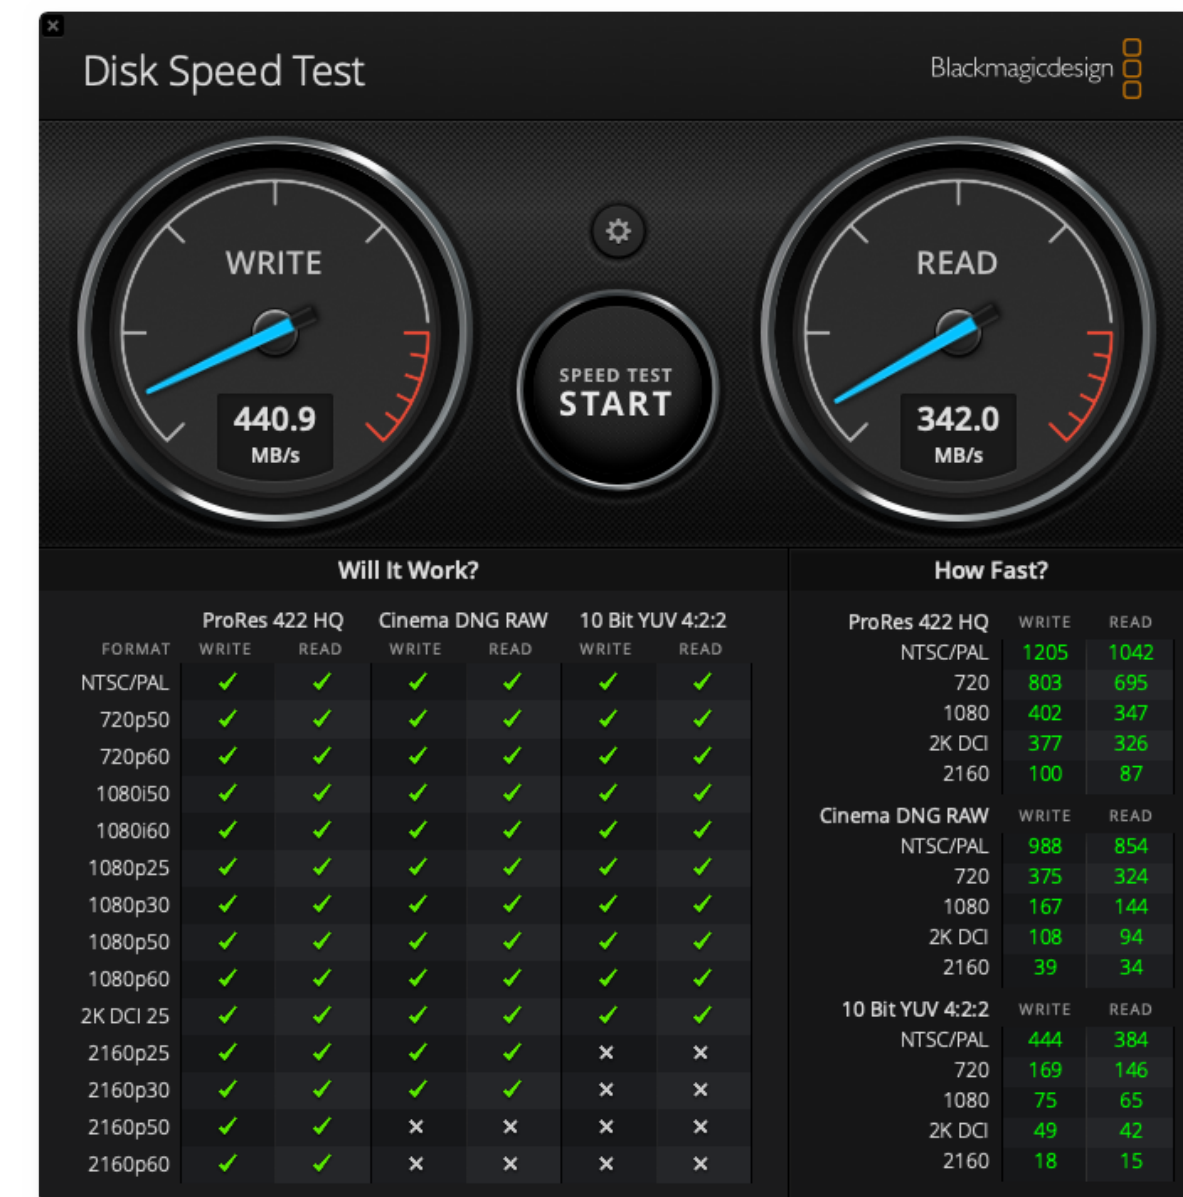 Disk Speed Test
Blackmagicdesign
WRITE
440.9
MB/s
SPEED TEST
START
READ
342.0
MB/s
Will It Work?
ProRes 422 HQ Cinema DNG RAW 10 Bit YUV 4:2:2
FORMAT WRITE READ WRITE READ WRITE READ
NTSC/PAL
720p50
720p60
1080i50
1080i60
1080p25
1080p30
1080p50
1080p60
2K DCI 25
2160p25
2160p30
2160p50
2160p60
How Fast?
ProRes 422 HQ WRITE READ
NTSC/PAL 1205 1042
720 803 695
1080 402 347
2K DCI 377 326
2160 100 87
Cinema DNG RAW WRITE READ
NTSC/PAL 988 854
720 375 324
1080 167 144
2K DCI 108 94
2160 39 34
10 Bit YUV 4:2:2 WRITE READ
NTSC/PAL 444 384
720 169 146
1080 75 65
2K DCI 49 42
2160 18 15